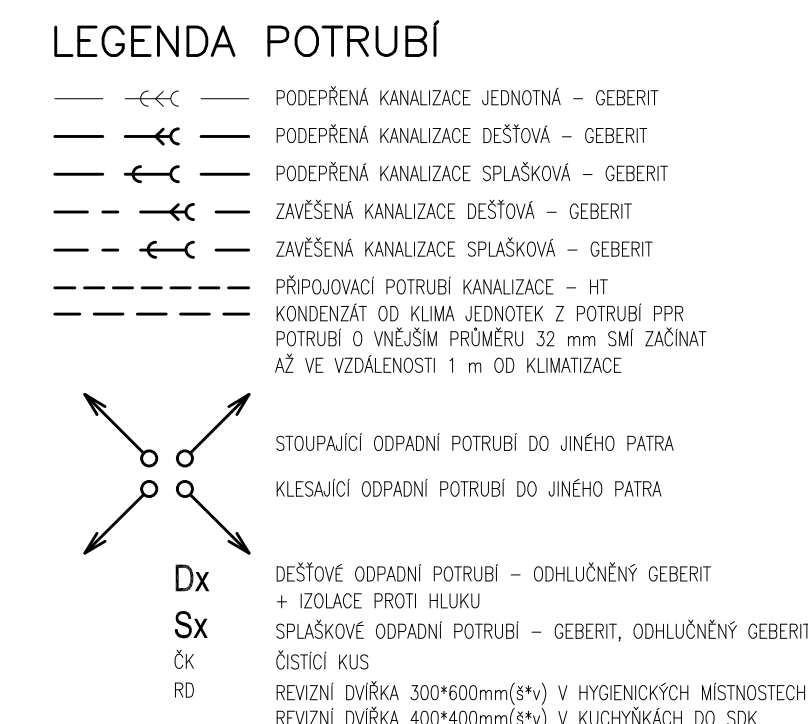 LEGENDA POTRUBÍ
PODEPŘENÁ KANALIZACE JEDNOTNÁ – GEBERIT
PODEPŘENÁ KANALIZACE DEŠŤOVÁ – GEBERIT
PODEPŘENÁ KANALIZACE SPLAŠKOVÁ – GEBERIT
ZAVĚŠENÁ KANALIZACE DEŠŤOVÁ – GEBERIT
ZAVĚŠENÁ KANALIZACE SPLAŠKOVÁ – GEBERIT
PŘIPOJOVACÍ POTRUBÍ KANALIZACE – HT
KONDENZÁT OD KLIMA JEDNOTEK Z POTRUBÍ PPR
POTRUBÍ O VNĚJŠÍM PRŮMĚRU 32 mm SMÍ ZAČÍNAT
AŽ VE VZDÁLENOSTI 1 m OD KLIMATIZACE
STOUPAJÍCÍ ODPADNÍ POTRUBÍ DO JINÉHO PATRA
KLESAJÍCÍ ODPADNÍ POTRUBÍ DO JINÉHO PATRA
Dx DEŠŤOVÉ ODPADNÍ POTRUBÍ – ODHLUČNĚNÝ GEBERIT
+ IZOLACE PROTI HLUKU
Sx SPLAŠKOVÉ ODPADNÍ POTRUBÍ – GEBERIT, ODHLUČNĚNÝ GEBERIT
ČK ČISTÍCÍ KUS
RD REVIZNÍ DVÍŘKA 300*600mm(š*v) V HYGIENICKÝCH MÍSTNOSTECH
REVIZNÍ DVÍŘKA 400*400mm(š*v) V KUCHYŇKÁCH DO SDK